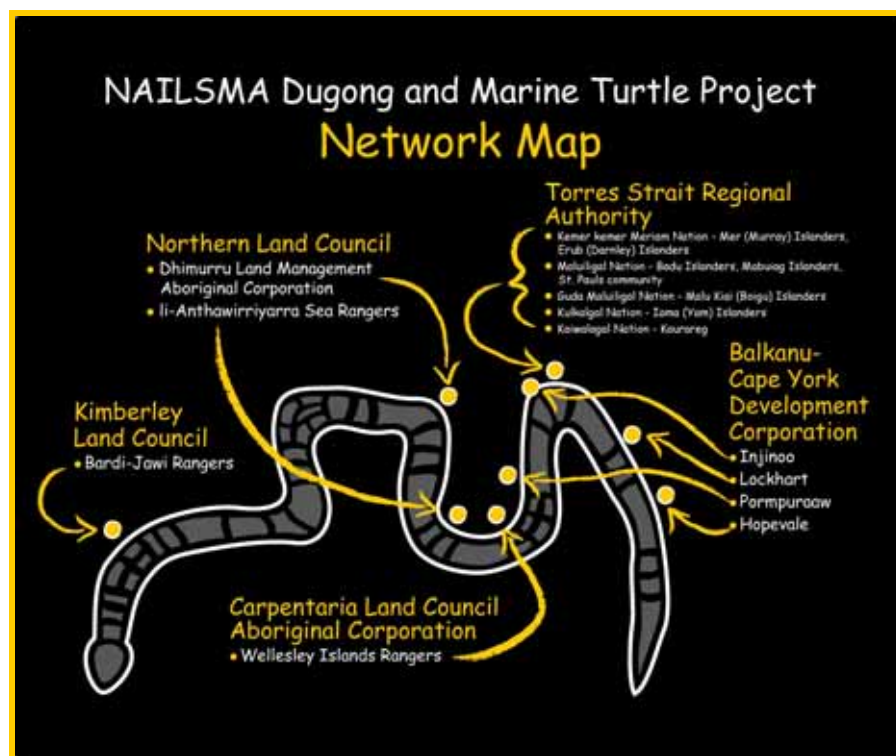 NAILSMA Dugong and Marine Turtle Project
Network Map
Torres Strait Regional
Authority
• Kemer kemer Meriam Nation - Mer (Murray) Islanders,
Erub (Darnley) Islanders
• Maluiligal Nation - Badu Islanders, Mabuiag Islanders,
St. Pauls community
• Guda Maluiligal Nation - Malu Kiai (Boigu) Islanders
• Kulkalgal Nation - Iama (Yam) Islanders
• Kaiwalagal Nation - Kaurareg
Northern Land Council
• Dhimurru Land Management
Aboriginal Corporation
• li-Anthawirriyarra Sea Rangers
Balkanu-
Cape York
Development
Corporation
• Injinoo
• Lockhart
• Pormpuraaw
• Hopevale
Kimberley
Land Council
• Bardi-Jawi Rangers
Carpentaria Land Council
Aboriginal Corporation
• Wellesley Islands Rangers